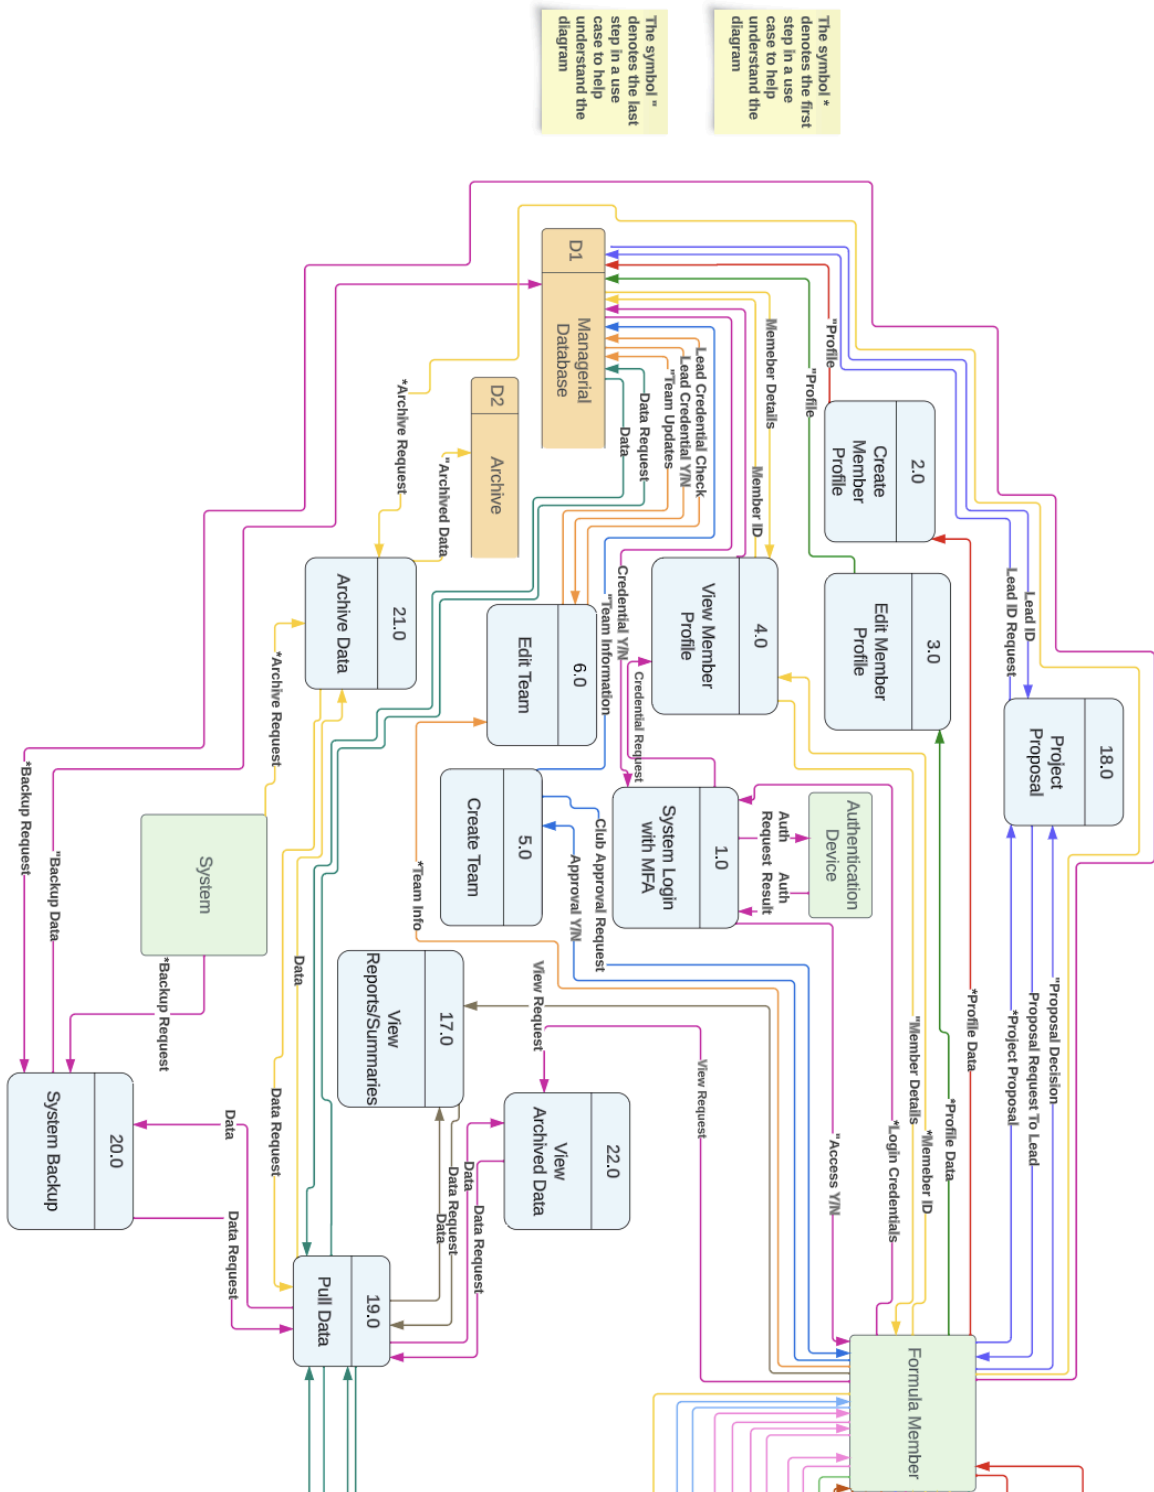 The symbol *
denotes the first
step in a use
case to help
understand the
diagram
The symbol "
denotes the last
step in a use
case to help
understand the
diagram
D1
Managerial
Database
D2
Archive
2.0
Create
Member
Profile
3.0
Edit Member
Profile
4.0
View Member
Profile
18.0
Project
Proposal
6.0
Edit Team
5.0
Create Team
1.0
System Login
with MFA
Authentication
Device
21.0
Archive Data
System
17.0
View
Reports/Summaries
22.0
View
Archived Data
20.0
System Backup
19.0
Pull Data
Formula Member
"Profile
"Profile
Memeber Details
Member ID
Lead Credential Check
Lead Credential Y/N
"Team Updates
Data Request
Data
*Archive Request
"Archived Data
Lead ID
Lead ID Request
Credential Y/N
"Team Information
Credential Request
*Archive Request
*Backup Request
"Backup Data
*Backup Request
Auth
Request
Auth
Result
Club Approval Request
Approval Y/N
*Team Info
View Request
View Request
Data
Data Request
Data
Data Request
Data Request
Data
Data
Data Request
"Proposal Decision
Proposal Request To Lead
*Project Proposal
*Profile Data
*Profile Data
*Memeber ID
"Member Details
*Login Credentials
"Access Y/N